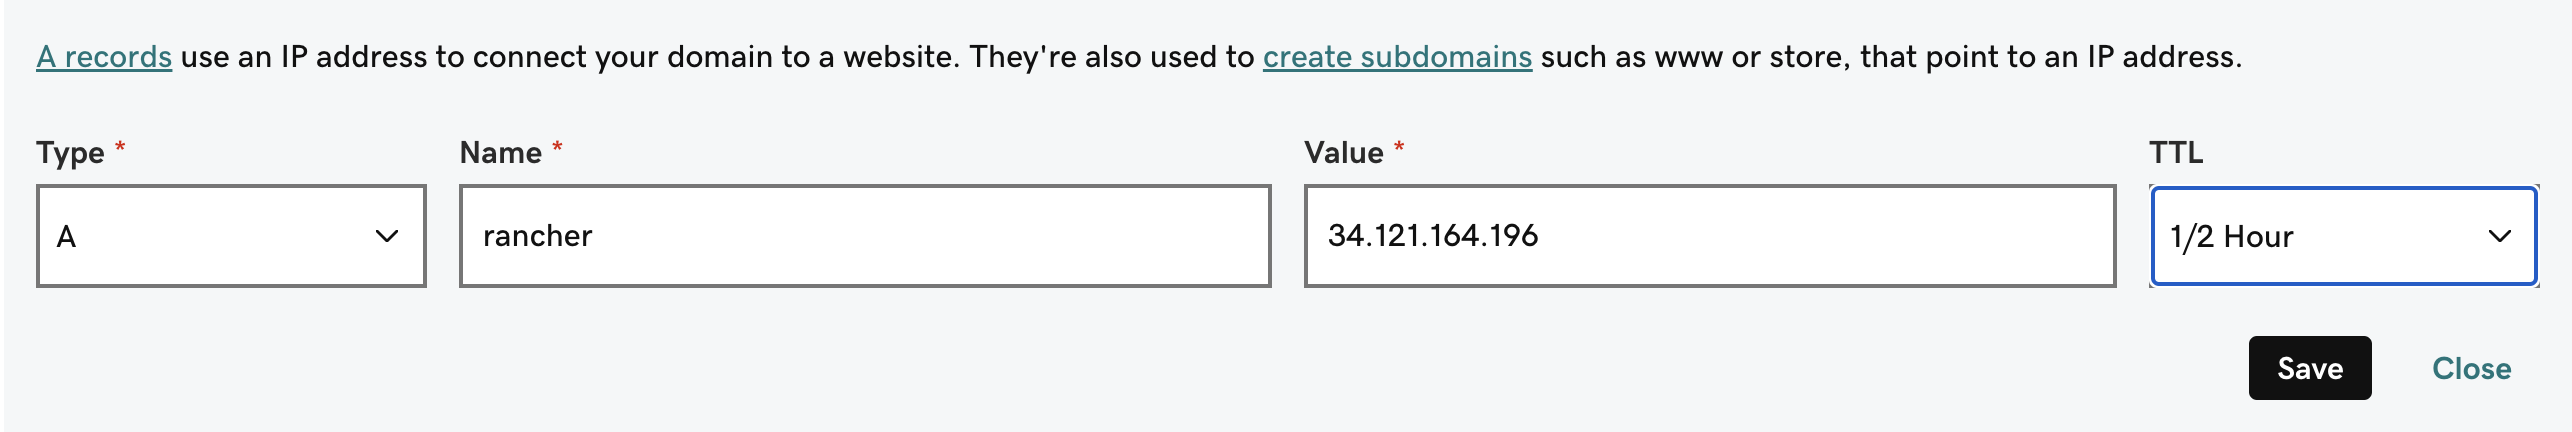 A records use an IP address to connect your domain to a website. They're also used to create subdomains such as www or store, that point to an IP address.
Type * Name * Value * TTL
A rancher 34.121.164.196 1/2 Hour
Save Close